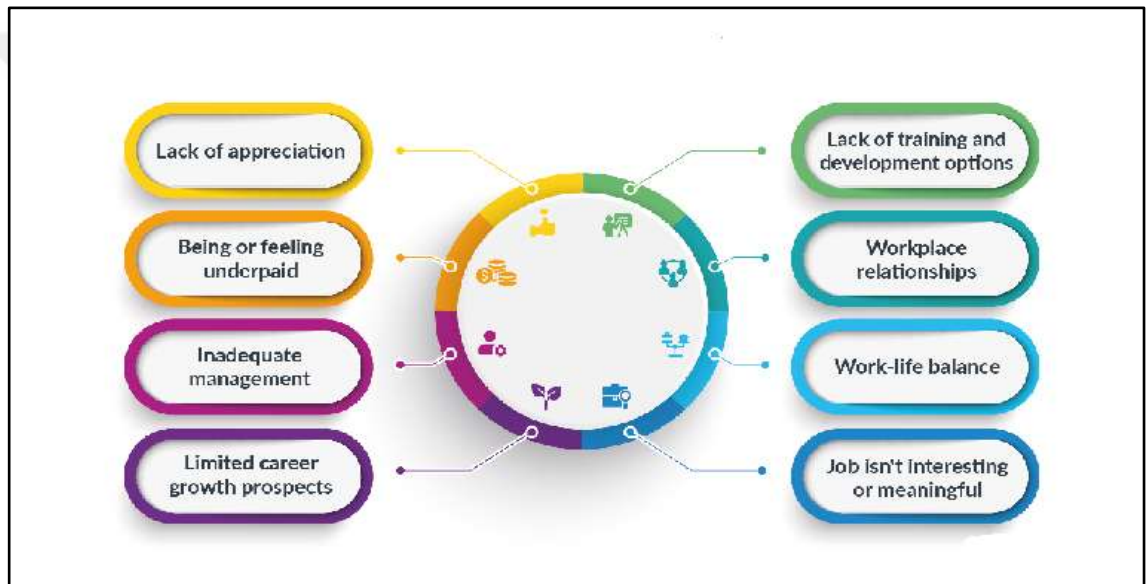 Lack of appreciation
Being or feeling
underpaid
Inadequate
management
Limited career
growth prospects
Lack of training and
development options
Workplace
relationships
Work-life balance
Job isn't interesting
or meaningful